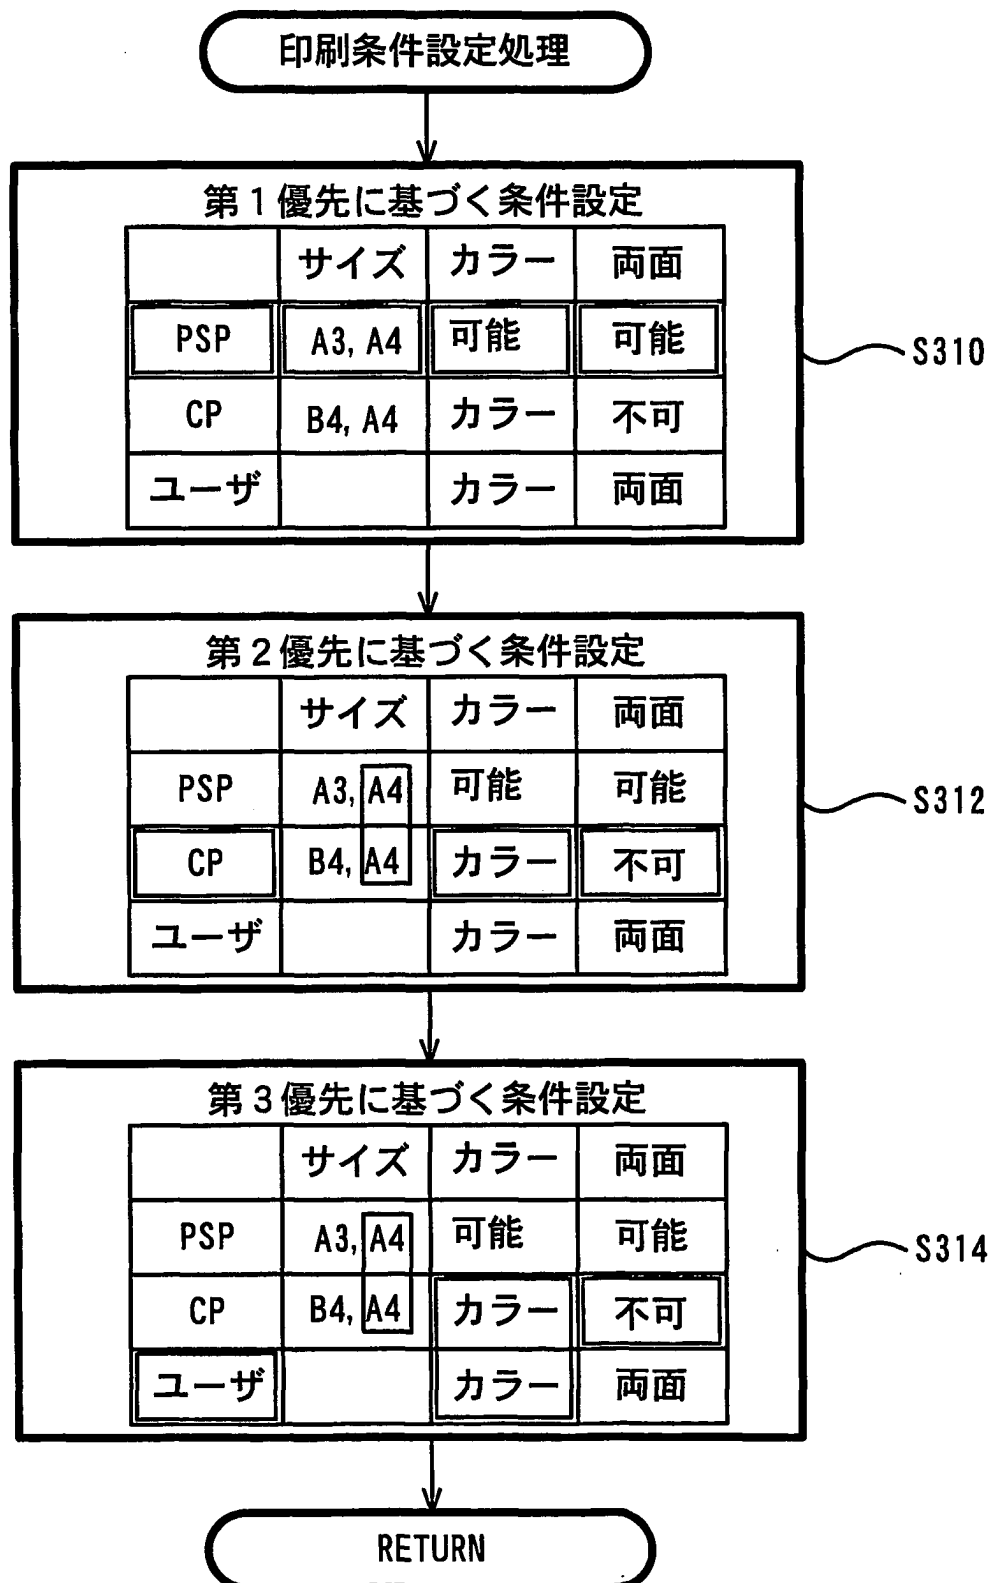 印刷条件設定処理
第1優先に基づく条件設定
サイズ カラー 両面
PSP A3, A4 可能 可能
CP B4, A4 カラー 不可
ユーザ カラー 両面
S310
第2優先に基づく条件設定
サイズ カラー 両面
PSP A3, A4 可能 可能
CP B4, A4 カラー 不可
ユーザ カラー 両面
S312
第3優先に基づく条件設定
サイズ カラー 両面
PSP A3, A4 可能 可能
CP B4, A4 カラー 不可
ユーザ カラー 両面
S314
RETURN